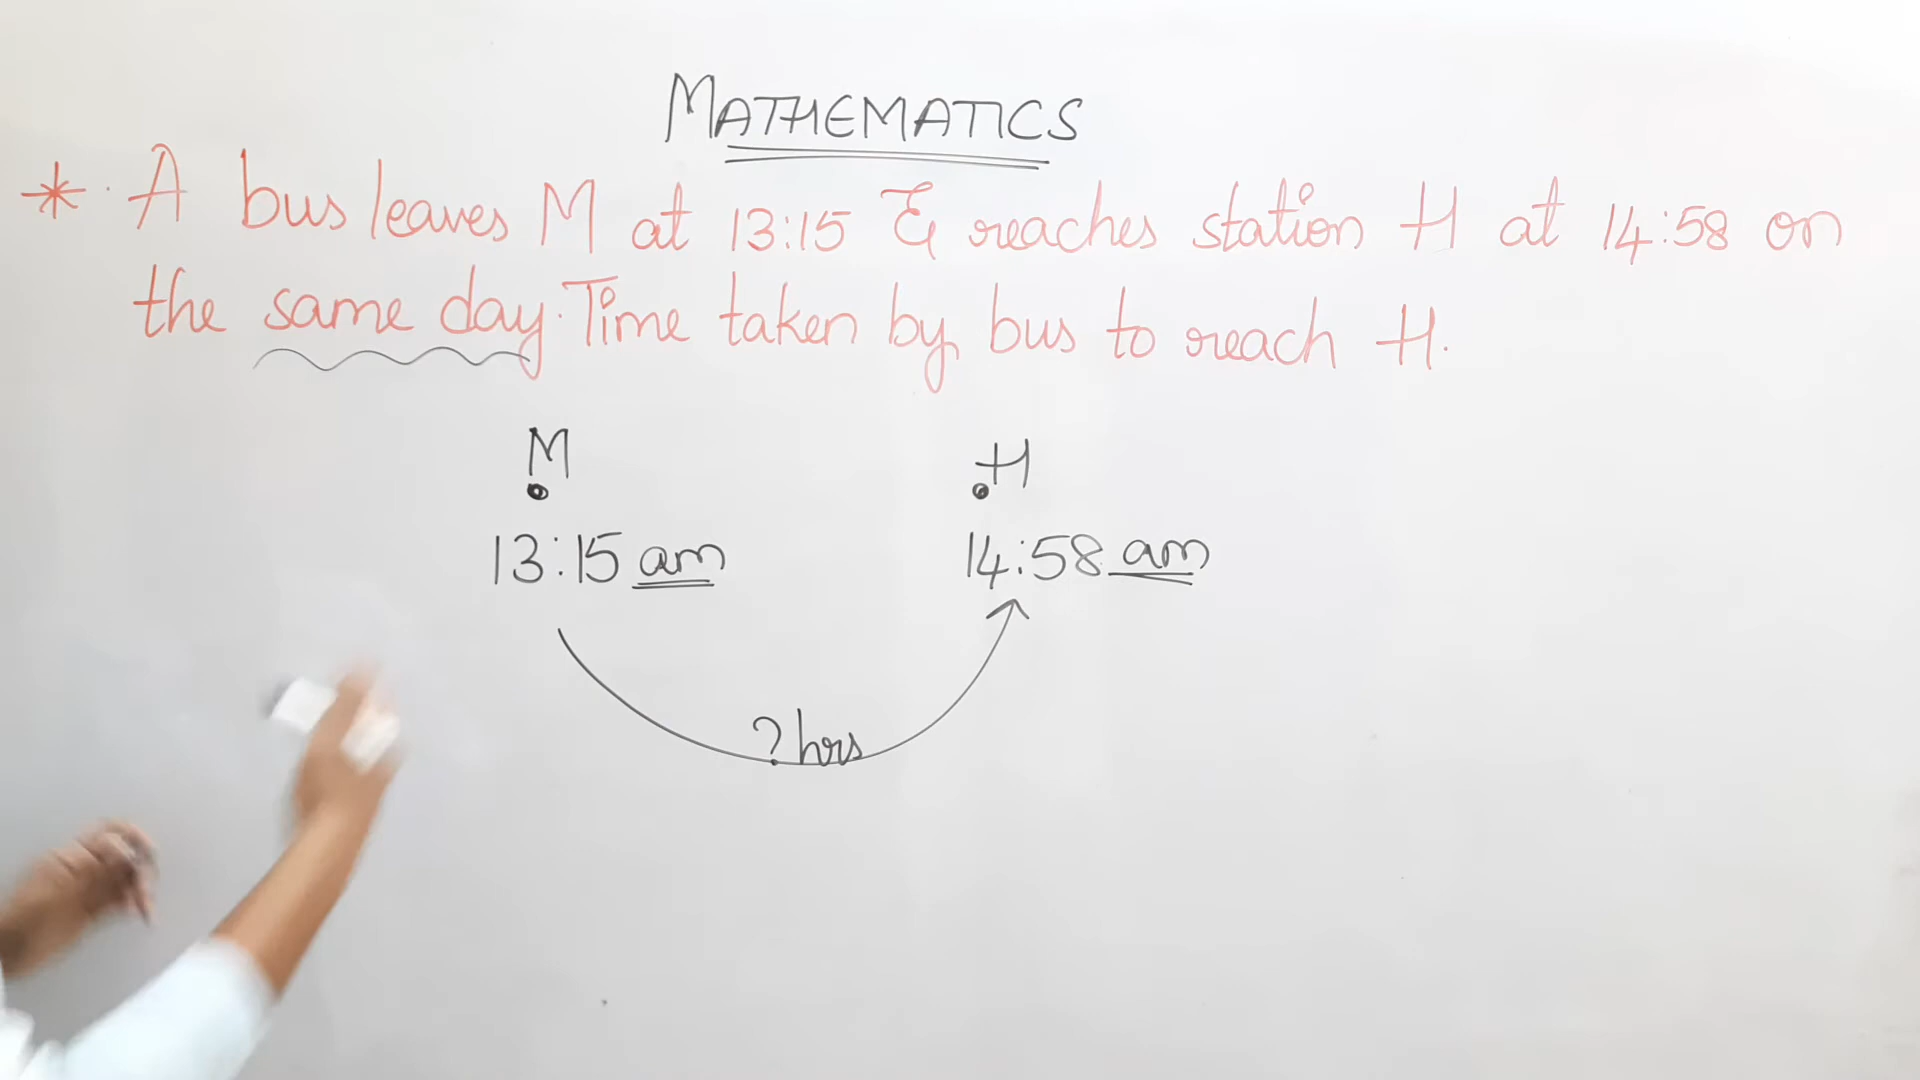 MATHEMATICS
* A bus leaves M at 13:15 & reaches station H at 14:58 on
the same day. Time taken by bus to reach H.
M H
13:15 am 14:58 am
? hrs